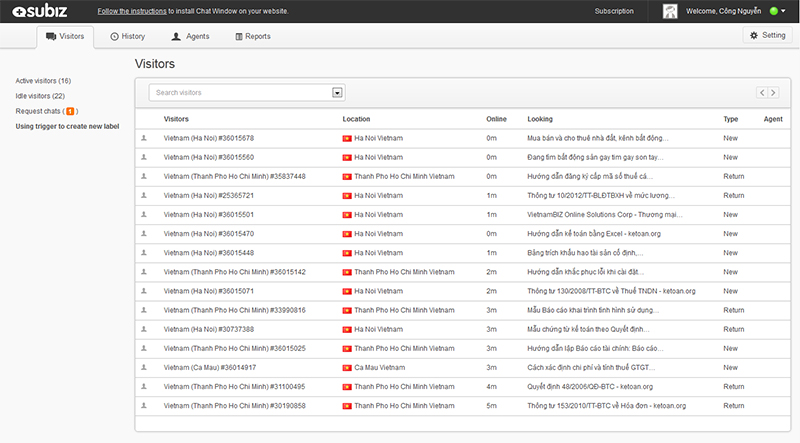 subiz
Follow the instructions to install Chat Window on your website.
Subscription
Welcome, Công Nguyễn
Visitors
History
Agents
Reports
Setting
Active visitors (16)
Idle visitors (22)
Request chats ( 1 )
Using trigger to create new label
Visitors
Search visitors
Visitors Location Online Looking Type Agent
Vietnam (Ha Noi) #36015678 Ha Noi Vietnam 0m Mua bán và cho thuê nhà đất, kênh bất động... New
Vietnam (Ha Noi) #36015560 Ha Noi Vietnam 0m Đang tìm bất động sản gay tim gay son tay... New
Vietnam (Thanh Pho Ho Chi Minh) #35837448 Thanh Pho Ho Chi Minh Vietnam 0m Hướng dẫn đăng ký cấp mã số thuế cá... Return
Vietnam (Ha Noi) #25365721 Ha Noi Vietnam 1m Thông tư 10/2012/TT-BLĐTBXH về mức lương... Return
Vietnam (Ha Noi) #36015501 Ha Noi Vietnam 1m VietnamBIZ Online Solutions Corp - Thương mại... New
Vietnam (Ha Noi) #36015470 Ha Noi Vietnam 0m Hướng dẫn kế toán bằng Excel - ketoan.org New
Vietnam (Ha Noi) #36015448 Ha Noi Vietnam 1m Bảng trích khấu hao tài sản cố định,... New
Vietnam (Thanh Pho Ho Chi Minh) #36015142 Thanh Pho Ho Chi Minh Vietnam 2m Hướng dẫn khắc phục lỗi khi cài đặt... New
Vietnam (Ha Noi) #36015071 Ha Noi Vietnam 2m Thông tư 130/2008/TT-BTC về Thuế TNDN - ketoan.org New
Vietnam (Thanh Pho Ho Chi Minh) #33990816 Thanh Pho Ho Chi Minh Vietnam 3m Mẫu Báo cáo khai trình tình hình sử dụng... Return
Vietnam (Ha Noi) #30737388 Ha Noi Vietnam 3m Mẫu chứng từ kế toán theo Quyết định... Return
Vietnam (Thanh Pho Ho Chi Minh) #36015025 Thanh Pho Ho Chi Minh Vietnam 3m Hướng dẫn lập Báo cáo tài chính: Báo cáo... New
Vietnam (Ca Mau) #36014917 Ca Mau Vietnam 3m Cách xác định chi phí và tính thuế GTGT... New
Vietnam (Thanh Pho Ho Chi Minh) #31100495 Thanh Pho Ho Chi Minh Vietnam 4m Quyết định 48/2006/QĐ-BTC - ketoan.org Return
Vietnam (Thanh Pho Ho Chi Minh) #30190858 Thanh Pho Ho Chi Minh Vietnam 5m Thông tư 153/2010/TT-BTC về Hóa đơn - ketoan.org Return